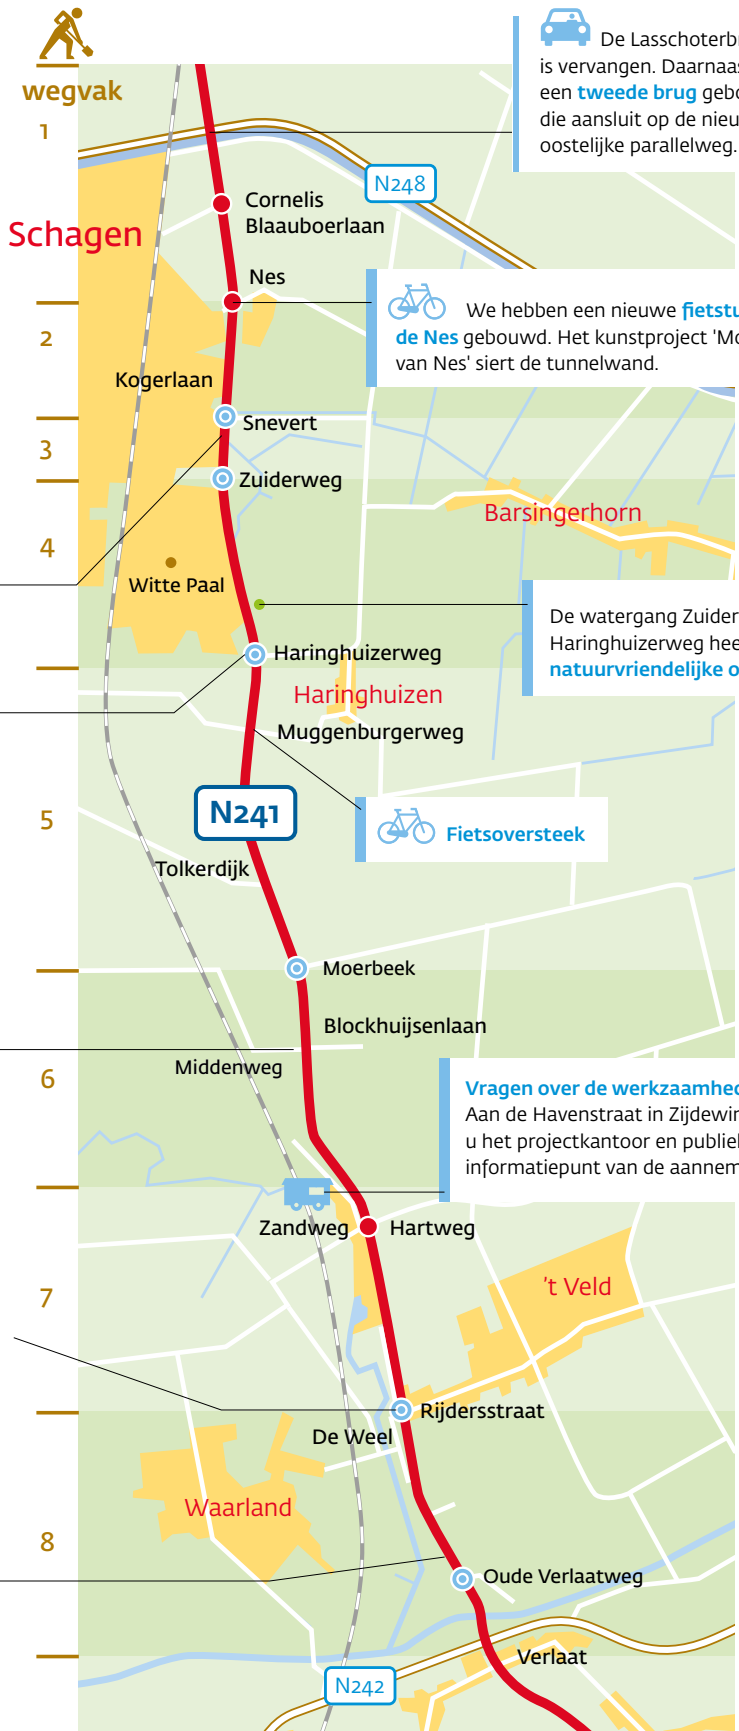 De Lasschoterbr
is vervangen. Daarnaas
een tweede brug gebo
die aansluit op de nieu
oostelijke parallelweg.
wegvak
1
N248
Cornelis
Blaauboerlaan
Schagen
Nes
We hebben een nieuwe fietstu
de Nes gebouwd. Het kunstproject 'Mo
van Nes' siert de tunnelwand.
2
Kogerlaan
Snevert
3
Zuiderweg
Barsingerhorn
4
Witte Paal
De watergang Zuider
Haringhuizerweg hee
natuurvriendelijke o
Haringhuizerweg
Haringhuizen
Muggenburgerweg
N241
5
Fietsoversteek
Tolkerdijk
Moerbeek
Blockhuijsenlaan
Middenweg
6
Vragen over de werkzaamhed
Aan de Havenstraat in Zijdewin
u het projectkantoor en publiek
informatiepunt van de aannem
Zandweg
Hartweg
't Veld
7
Rijdersstraat
De Weel
Waarland
8
Oude Verlaatweg
Verlaat
N242